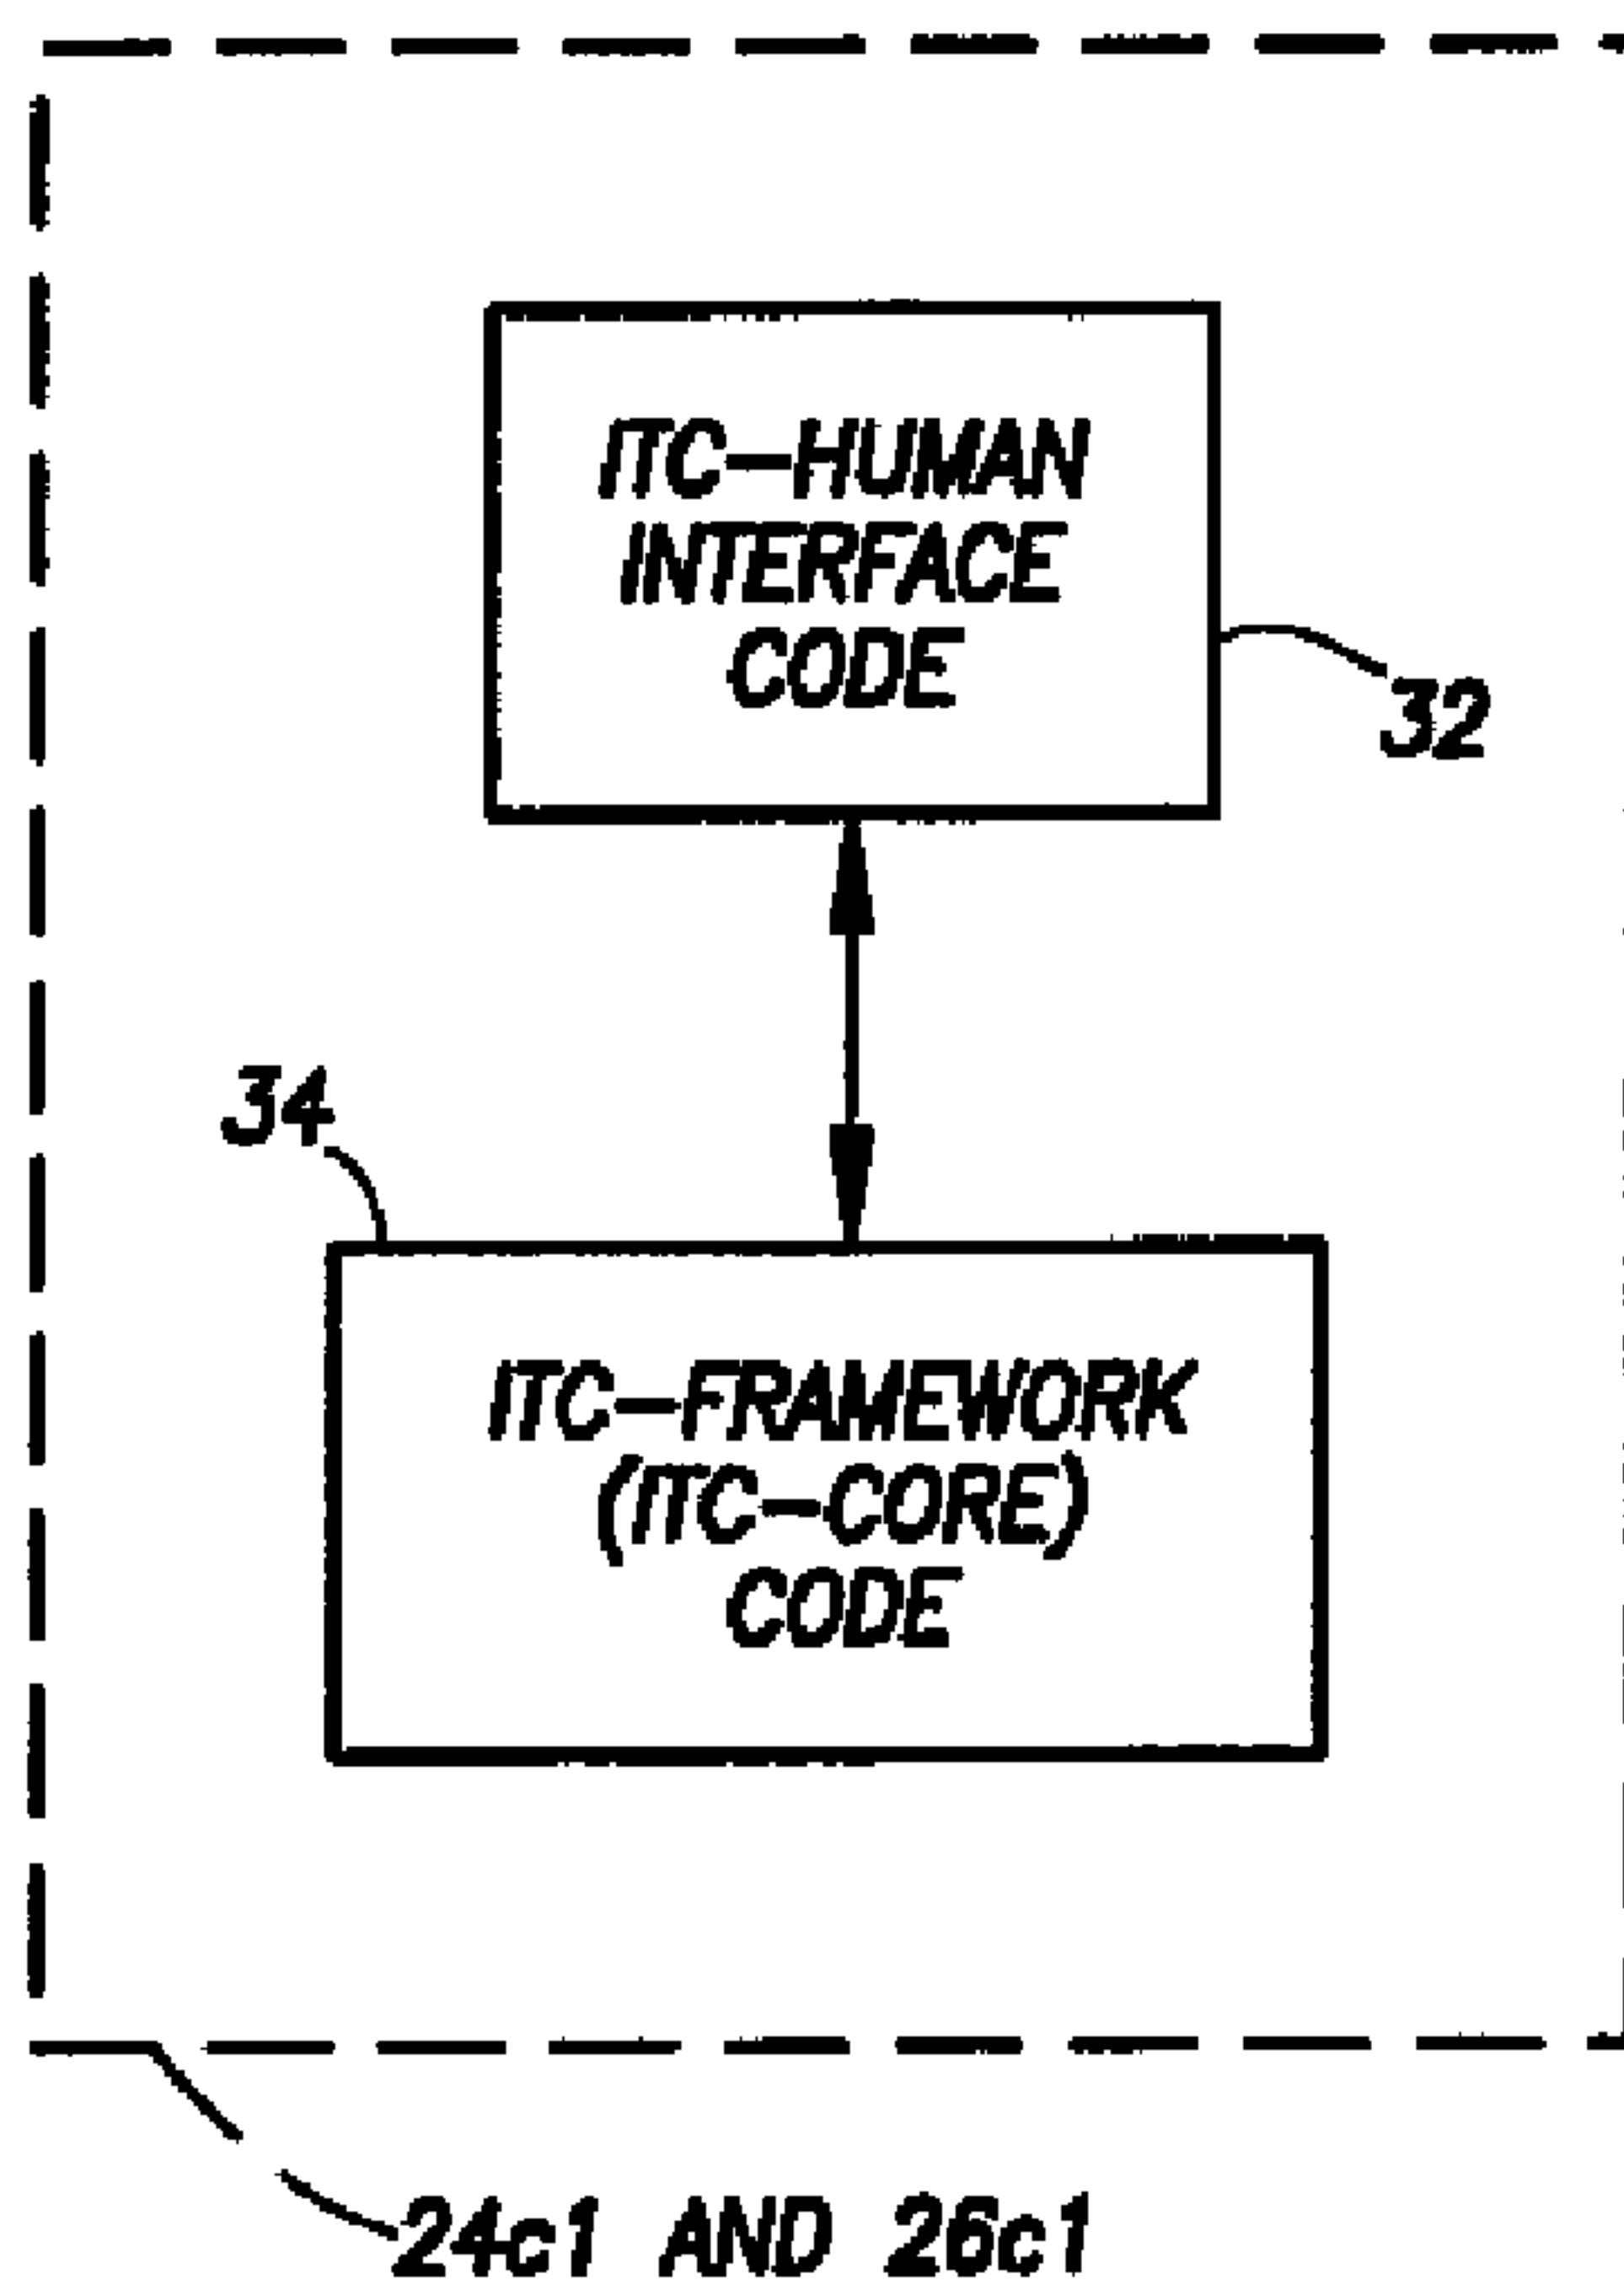 ITC-HUMAN
INTERFACE
CODE
32
34
ITC-FRAMEWORK
(ITC-CORE)
CODE
24c1 AND 26c1